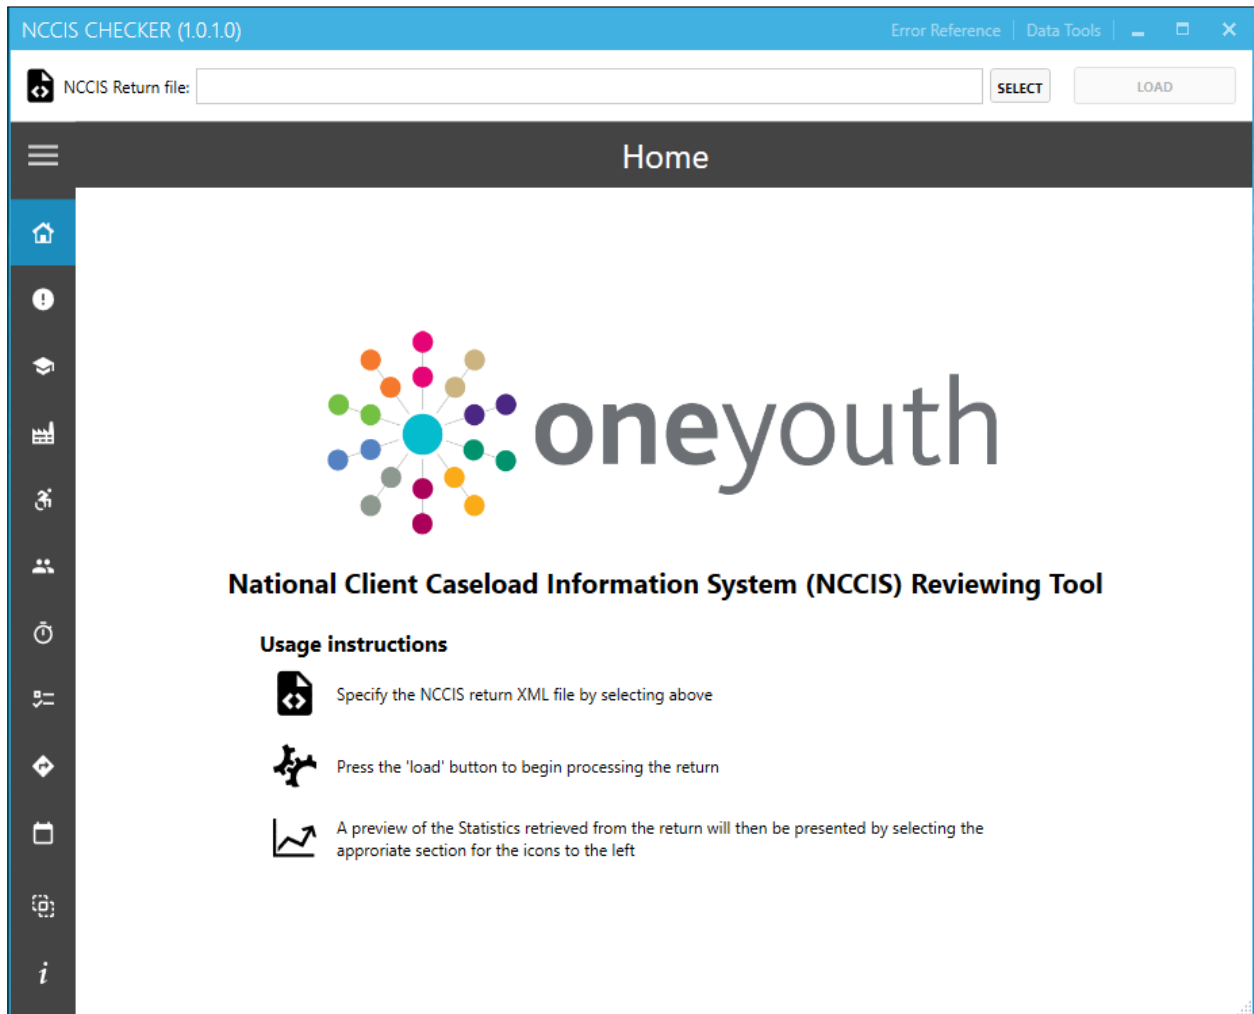 NCCIS CHECKER (1.0.1.0)
Error Reference
Data Tools
NCCIS Return file:
SELECT
LOAD
Home
oneyouth
National Client Caseload Information System (NCCIS) Reviewing Tool
Usage instructions
Specify the NCCIS return XML file by selecting above
Press the 'load' button to begin processing the return
A preview of the Statistics retrieved from the return will then be presented by selecting the
approriate section for the icons to the left
i